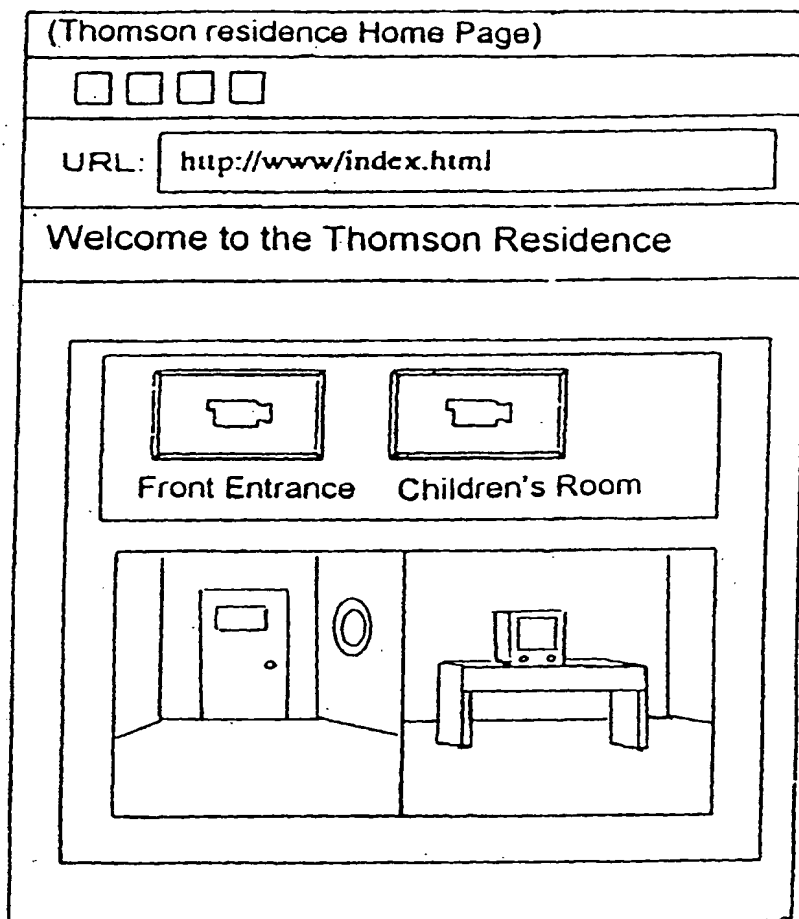 (Thomson residence Home Page)
URL: http://www/index.html
Welcome to the Thomson Residence
Front Entrance Children's Room